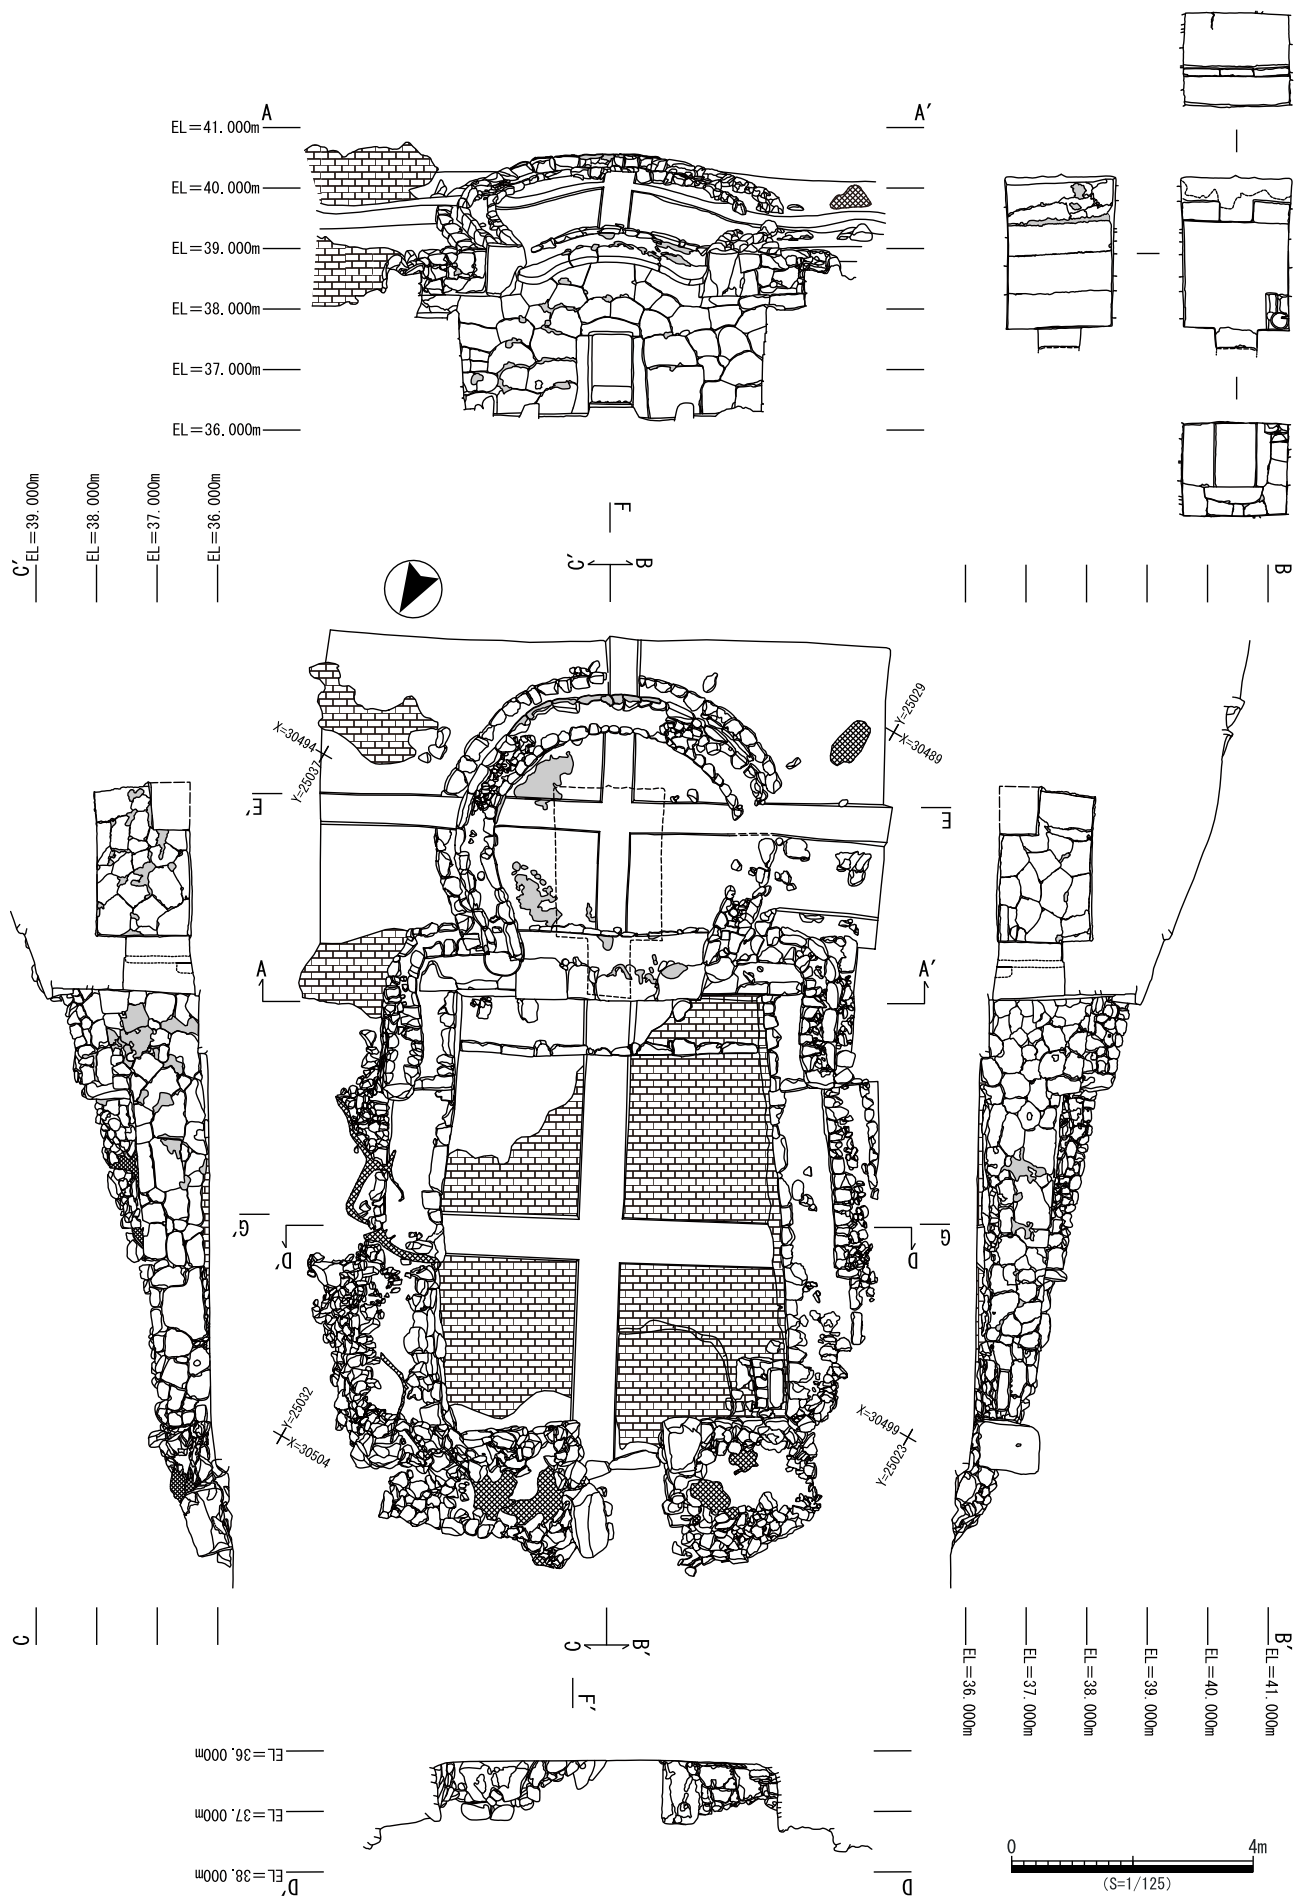 A
A′
EL=41.000m
EL=40.000m
EL=39.000m
EL=38.000m
EL=37.000m
EL=36.000m
C′
EL=39.000m
EL=38.000m
EL=37.000m
EL=36.000m
F
C′
B
B
X=30494
Y=25037
Y=25029
X=30489
E′
E
A
A′
G′
D′
D
G
Y=25032
X=30504
X=30499
Y=25023
C
C
B′
B′
EL=36.000m
EL=37.000m
EL=38.000m
EL=39.000m
EL=40.000m
EL=41.000m
F′
EL=36.000m
EL=37.000m
EL=38.000m
D′
D
0
4m
(S=1/125)